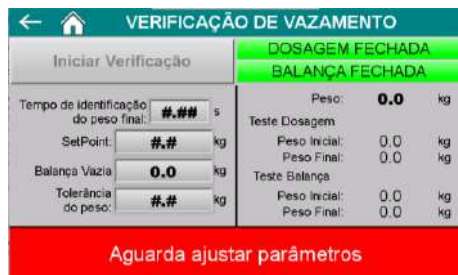 VERIFICAÇÃO DE VAZAMENTO
Iniciar Verificação
DOSAGEM FECHADA
BALANÇA FECHADA
Tempo de identificação
do peso final: #.## s
SetPoint: #.# kg
Balança Vazia 0.0 kg
Tolerância
do peso: #.# kg
Peso: 0.0 kg
Teste Dosagem
Peso Inicial: 0.0 kg
Peso Final: 0.0 kg
Teste Balança
Peso Inicial: 0.0 kg
Peso Final: 0.0 kg
Aguarda ajustar parâmetros